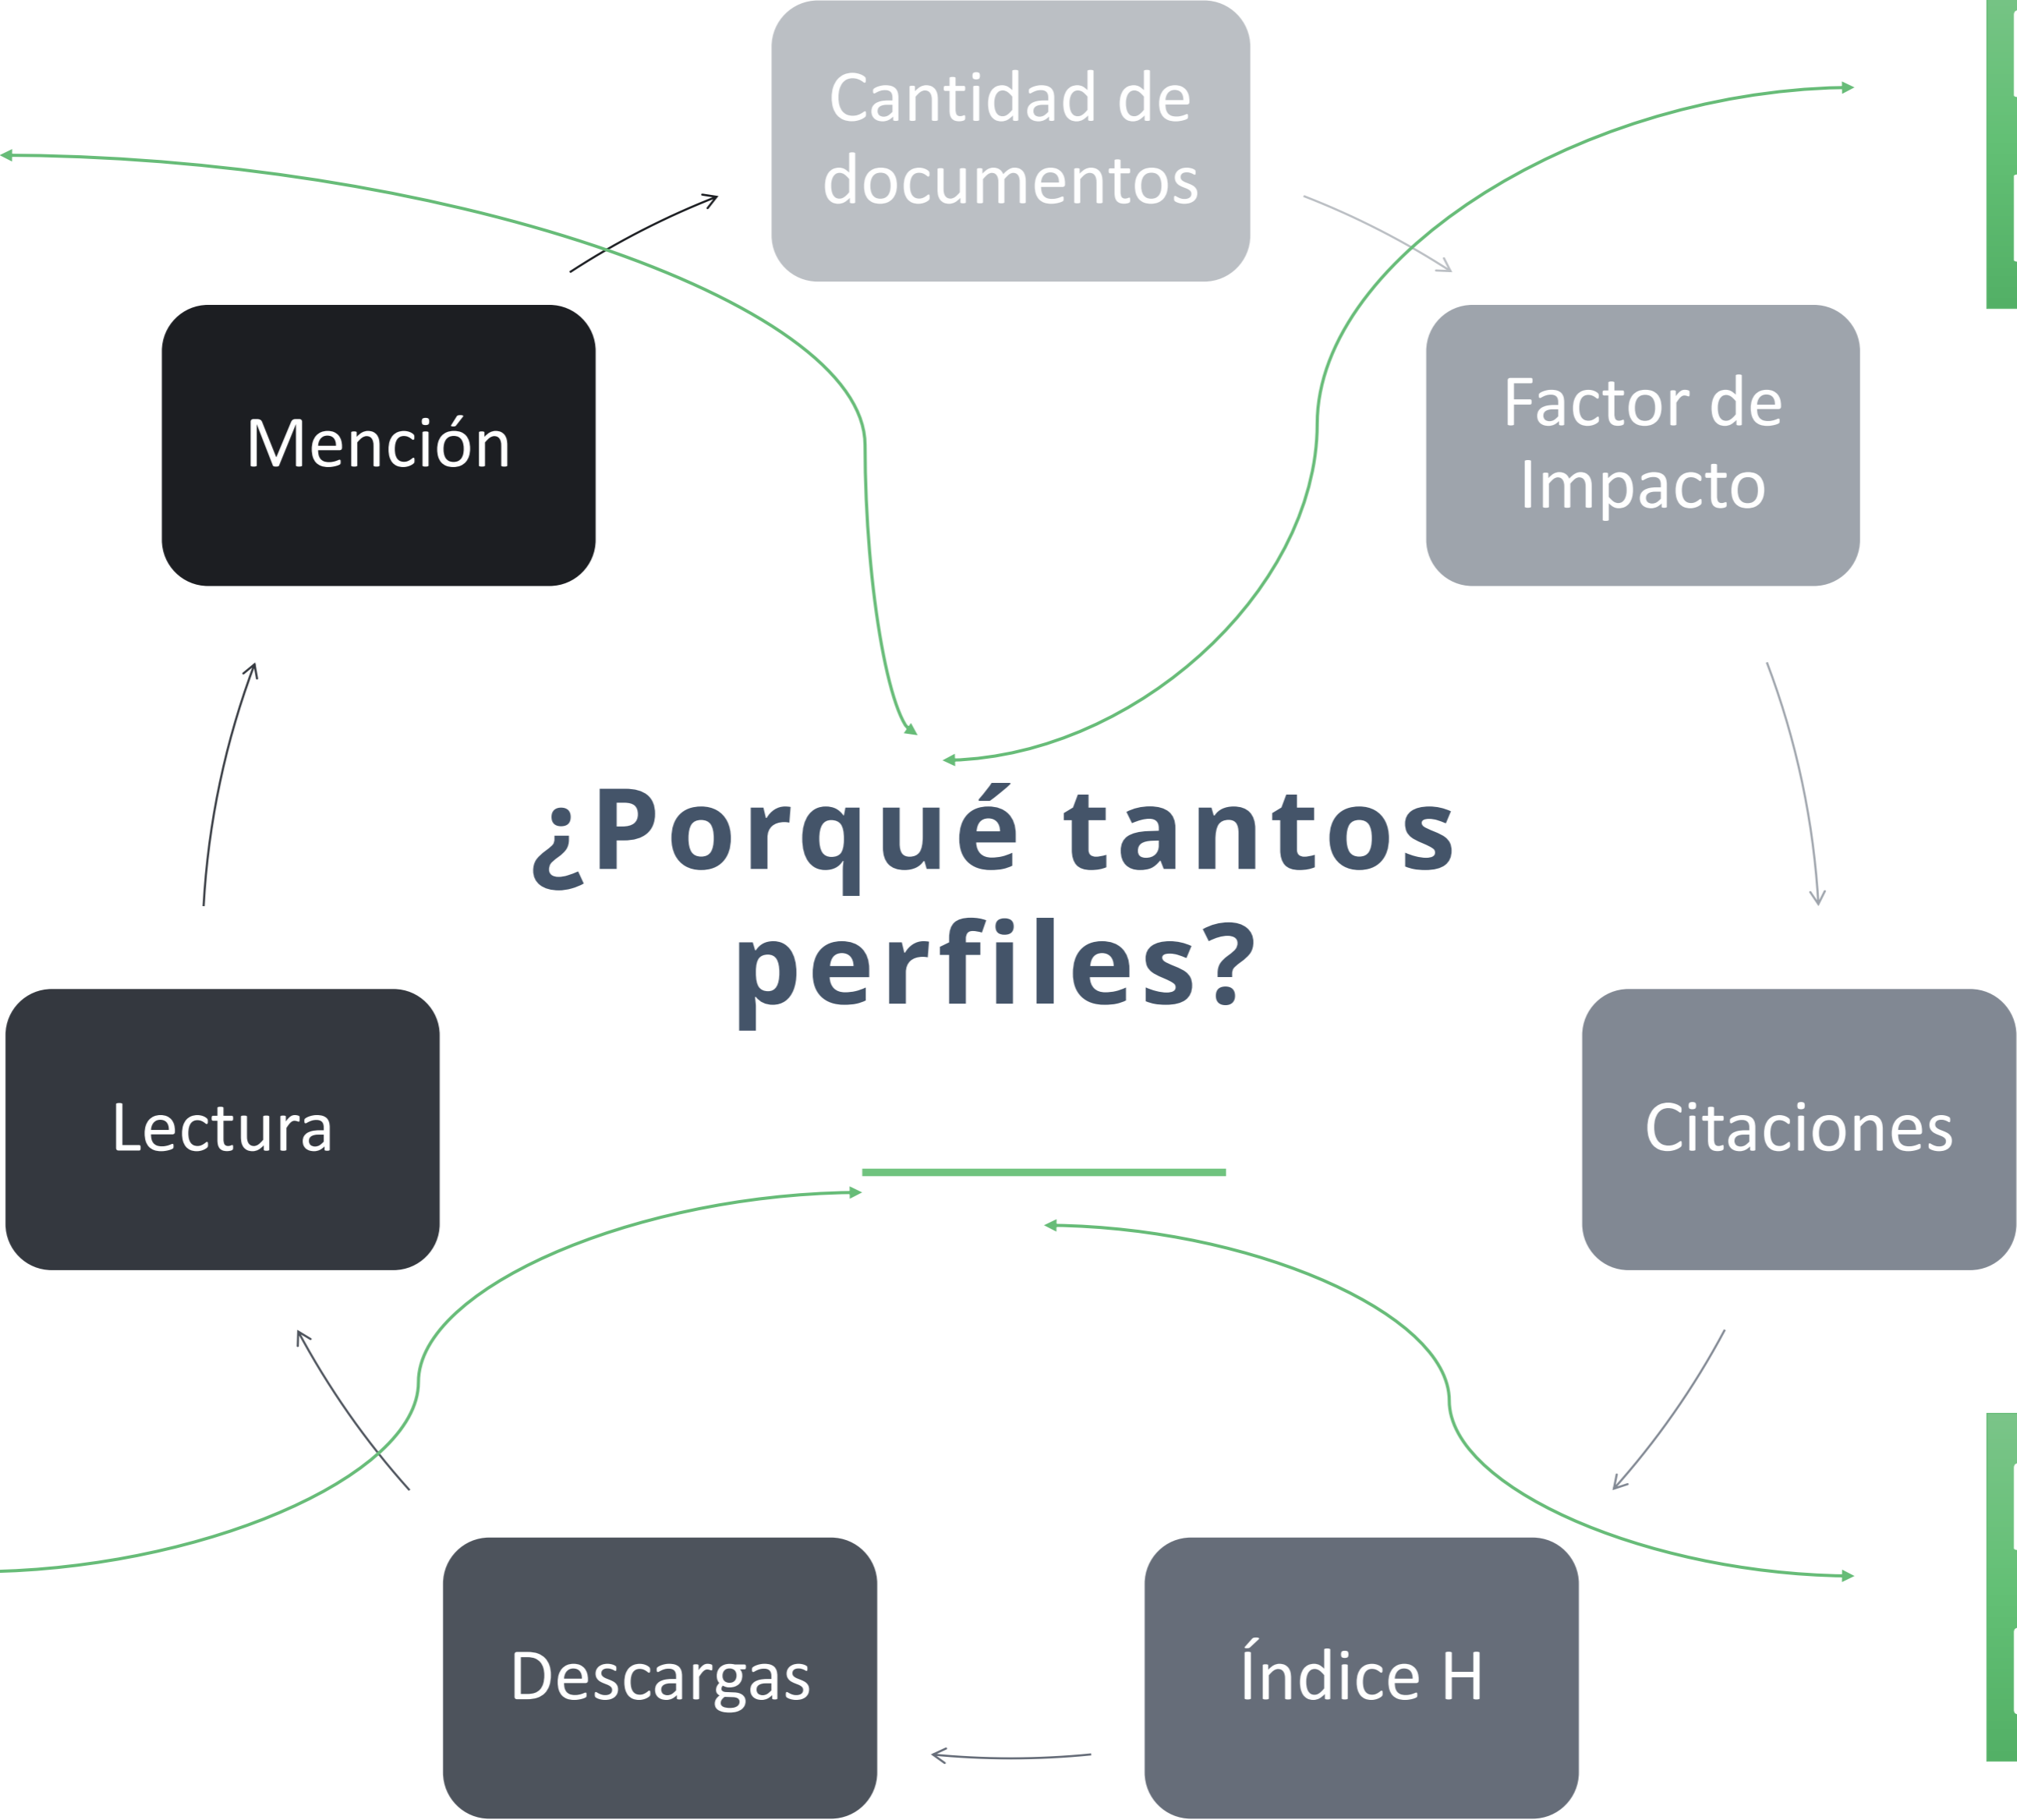 Cantidad de
documentos
Mención
Factor de
Impacto
¿Porqué tantos
perfiles?
Lectura
Citaciones
Descargas
Índice H